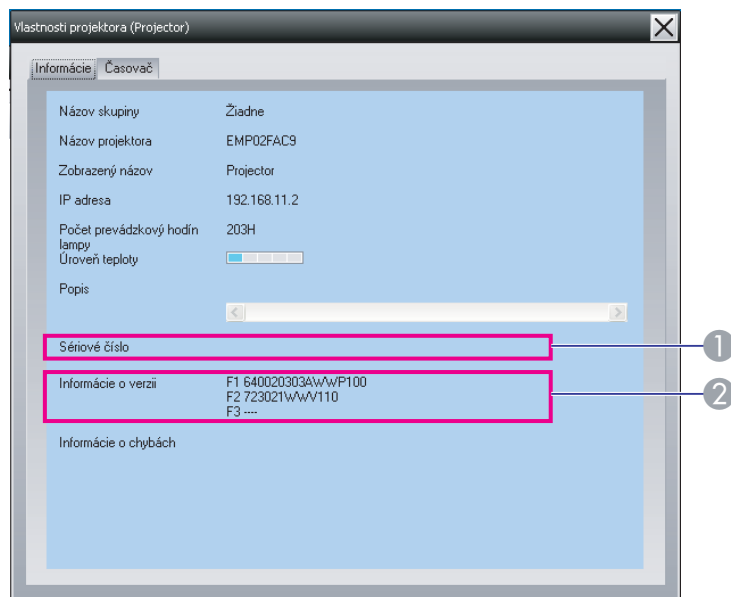 Vlastnosti projektora (Projector)
Informácie Časovač
Názov skupiny Žiadne
Názov projektora EMP02FAC9
Zobrazený názov Projector
IP adresa 192.168.11.2
Počet prevádzkový hodín 203H
lampy
Úroveň teploty
Popis
Sériové číslo
1
Informácie o verzii F1 640020303AWWP100
F2 723021WWV110
2
F3 ----
Informácie o chybách